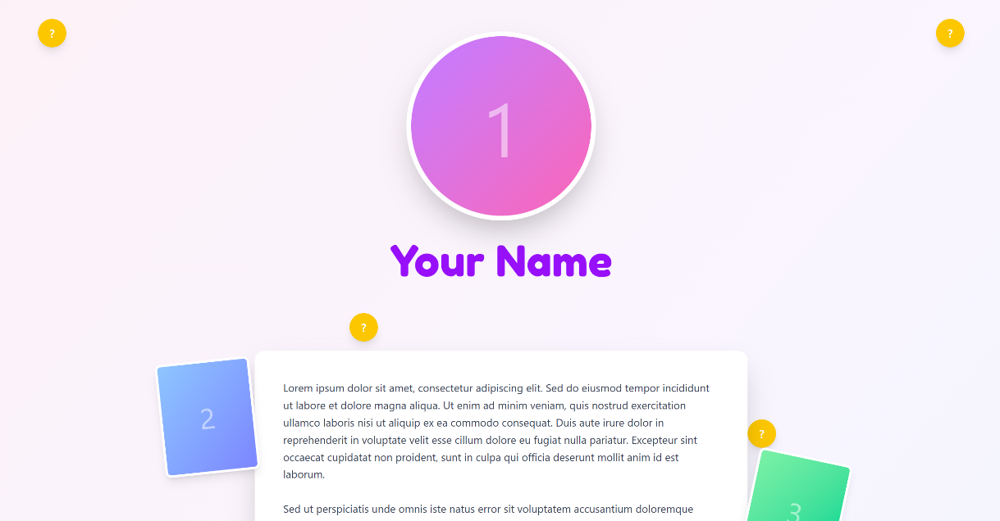 ?
?
1
Your Name
?
2
Lorem ipsum dolor sit amet, consectetur adipiscing elit. Sed do eiusmod tempor incididunt
ut labore et dolore magna aliqua. Ut enim ad minim veniam, quis nostrud exercitation
ullamco laboris nisi ut aliquip ex ea commodo consequat. Duis aute irure dolor in
reprehenderit in voluptate velit esse cillum dolore eu fugiat nulla pariatur. Excepteur sint
occaecat cupidatat non proident, sunt in culpa qui officia deserunt mollit anim id est
laborum.
?
3
Sed ut perspiciatis unde omnis iste natus error sit voluptatem accusantium doloremque